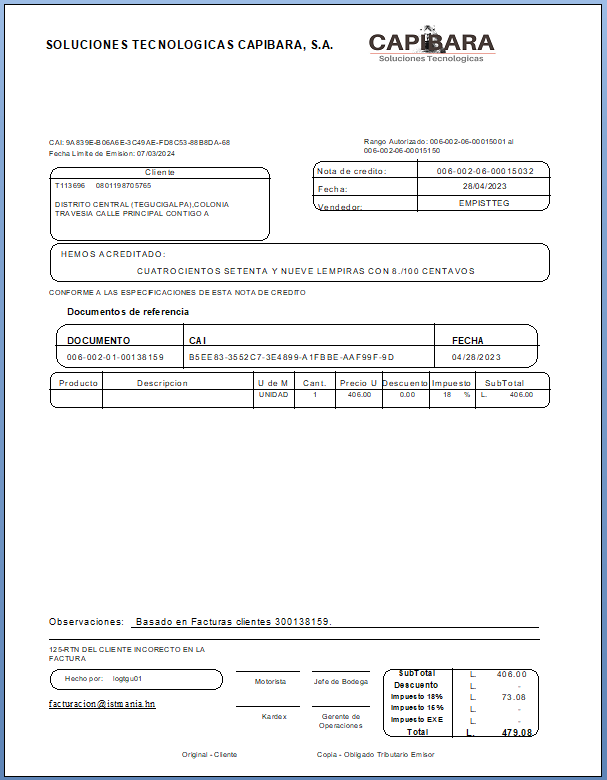 SOLUCIONES TECNOLOGICAS CAPIBARA, S.A.
CAPIBARA
Soluciones Tecnologicas
CAI: 9A839E-B06A6E-3C49AE-FD8C53-88B8DA-68
Fecha Limite de Emision: 07/03/2024
Rango Autorizado: 006-002-06-00015001 al
006-002-06-00015150
Cliente
T113696 0801198705765
DISTRITO CENTRAL (TEGUCIGALPA),COLONIA
TRAVESIA CALLE PRINCIPAL CONTIGO A
Nota de credito: 006-002-06-00015032
Fecha: 28/04/2023
Vendedor: EMPISTTEG
HEMOS ACREDITADO:
CUATROCIENTOS SETENTA Y NUEVE LEMPIRAS CON 8./100 CENTAVOS
CONFORME A LAS ESPECIFICACIONES DE ESTA NOTA DE CREDITO
Documentos de referencia
DOCUMENTO CAI FECHA
006-002-01-00138159 B5EE83-3552C7-3E4899-A1FBBE-AAF99F-9D 04/28/2023
Producto Descripcion U de M Cant. Precio U Descuento Impuesto SubTotal
UNIDAD 1 406.00 0.00 18 % L. 406.00
Observaciones: Basado en Facturas clientes 300138159.
125-RTN DEL CLIENTE INCORECTO EN LA
FACTURA
Hecho por: logtgu01
facturacion@istmania.hn
Motorista Jefe de Bodega
Kardex Gerente de
Operaciones
SubTotal L. 406.00
Descuento L. -
Impuesto 18% L. 73.08
Impuesto 15% L. -
Impuesto EXE L. -
Total L. 479.08
Original - Cliente Copia - Obligado Tributario Emisor